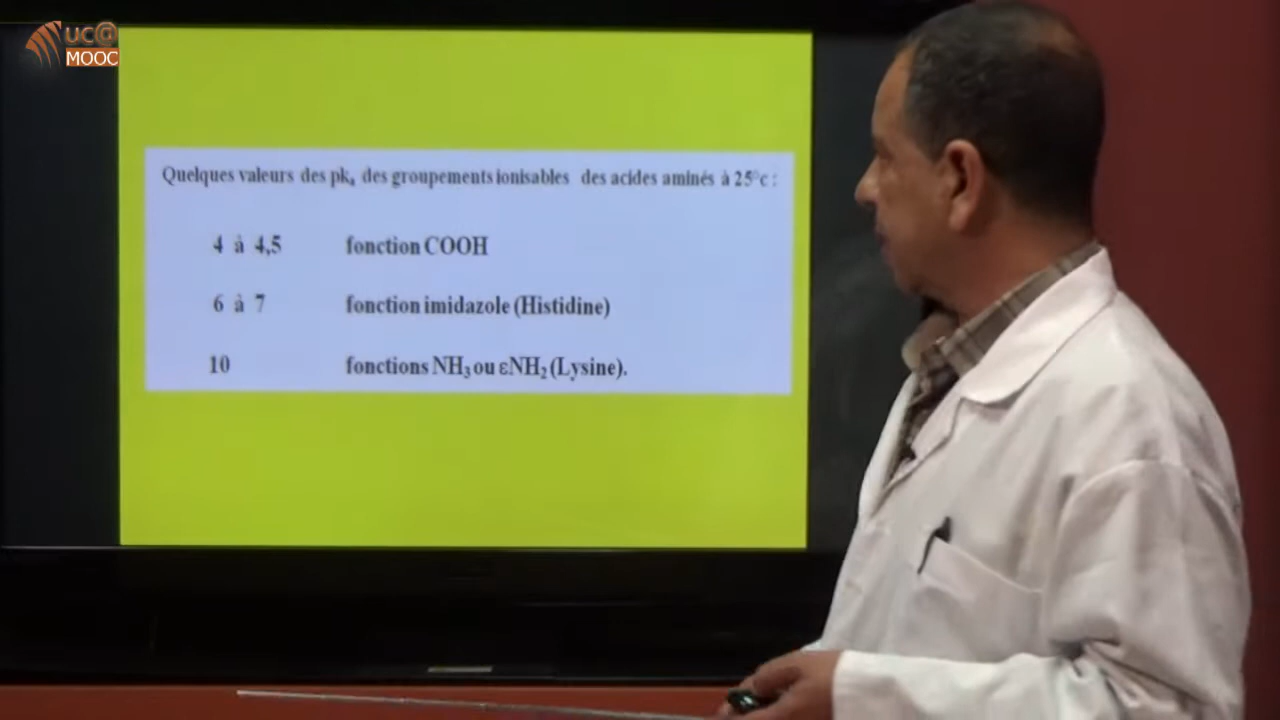 UC@
MOOC
Quelques valeurs des pka des groupements ionisables des acides aminés à 25°c :
4 à 4,5 fonction COOH
6 à 7 fonction imidazole (Histidine)
10 fonctions NH3 ou εNH2 (Lysine).